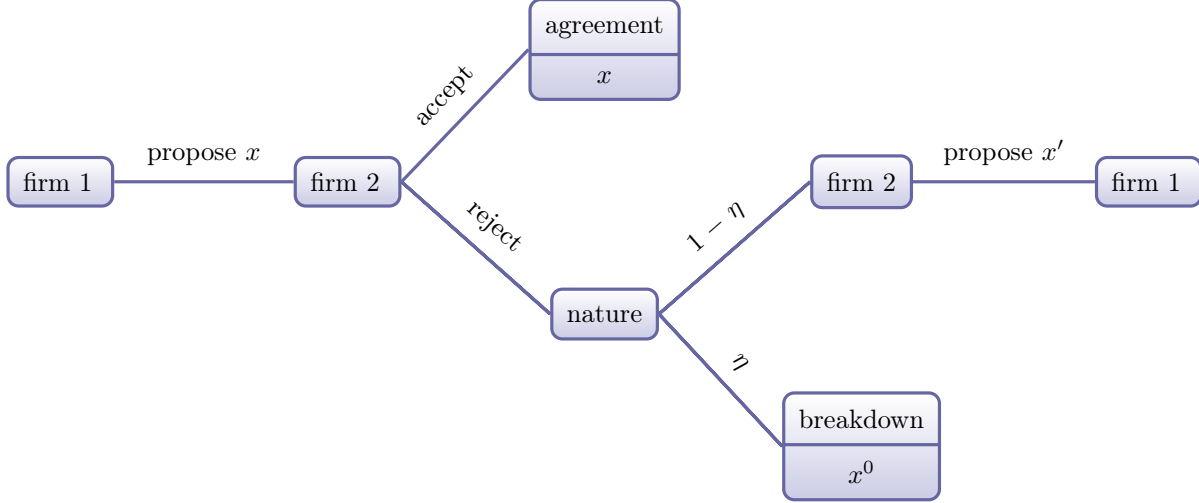 agreement
x
accept
firm 1
propose x
firm 2
reject
nature
1 − η
firm 2
propose x′
firm 1
η
breakdown
x⁰